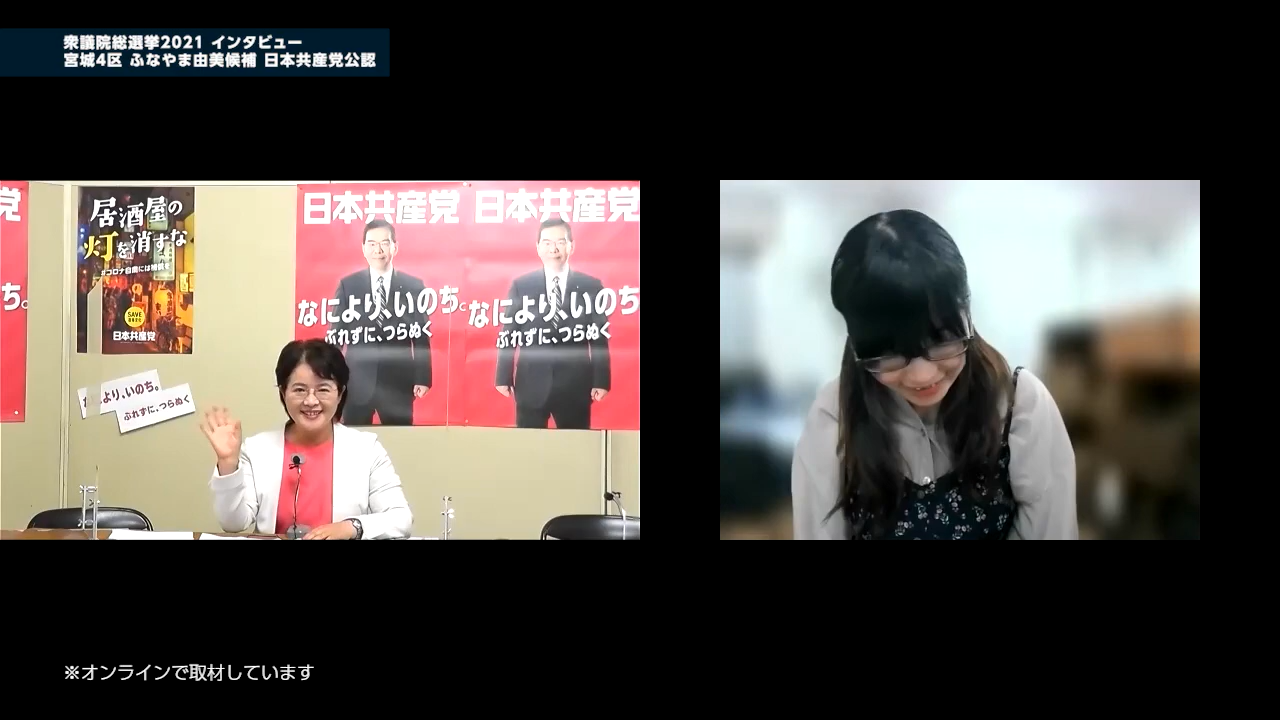 衆議院総選挙2021 インタビュー
宮城4区 ふなやま由美候補 日本共産党公認
党
ち。
居酒屋の
灯を消すな
SAVE
日本共産党
なにより、いのち。
ぶれずに、つらぬく
日本共産党
なにより、いのち。
ぶれずに、つらぬく
日本共産党
なにより、いのち
ぶれずに、つらぬく
※オンラインで取材しています